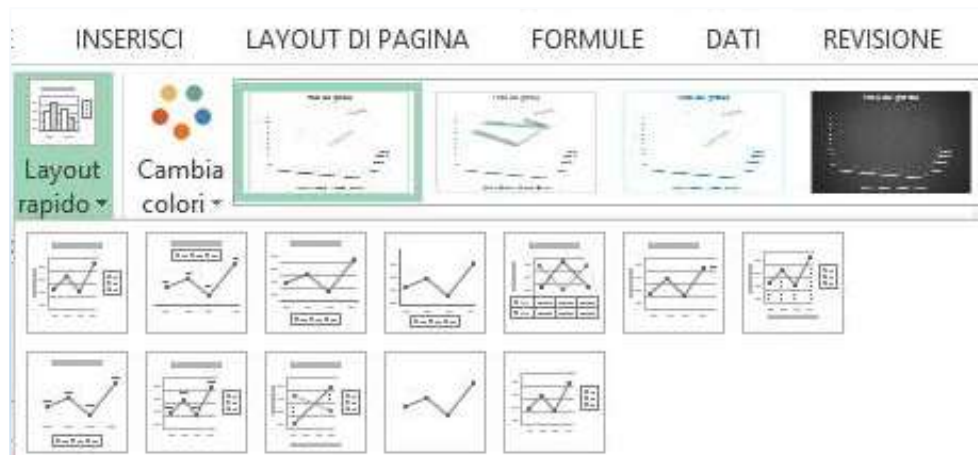 INSERISCI LAYOUT DI PAGINA FORMULE DATI REVISIONE
Layout
rapido
Cambia
colori